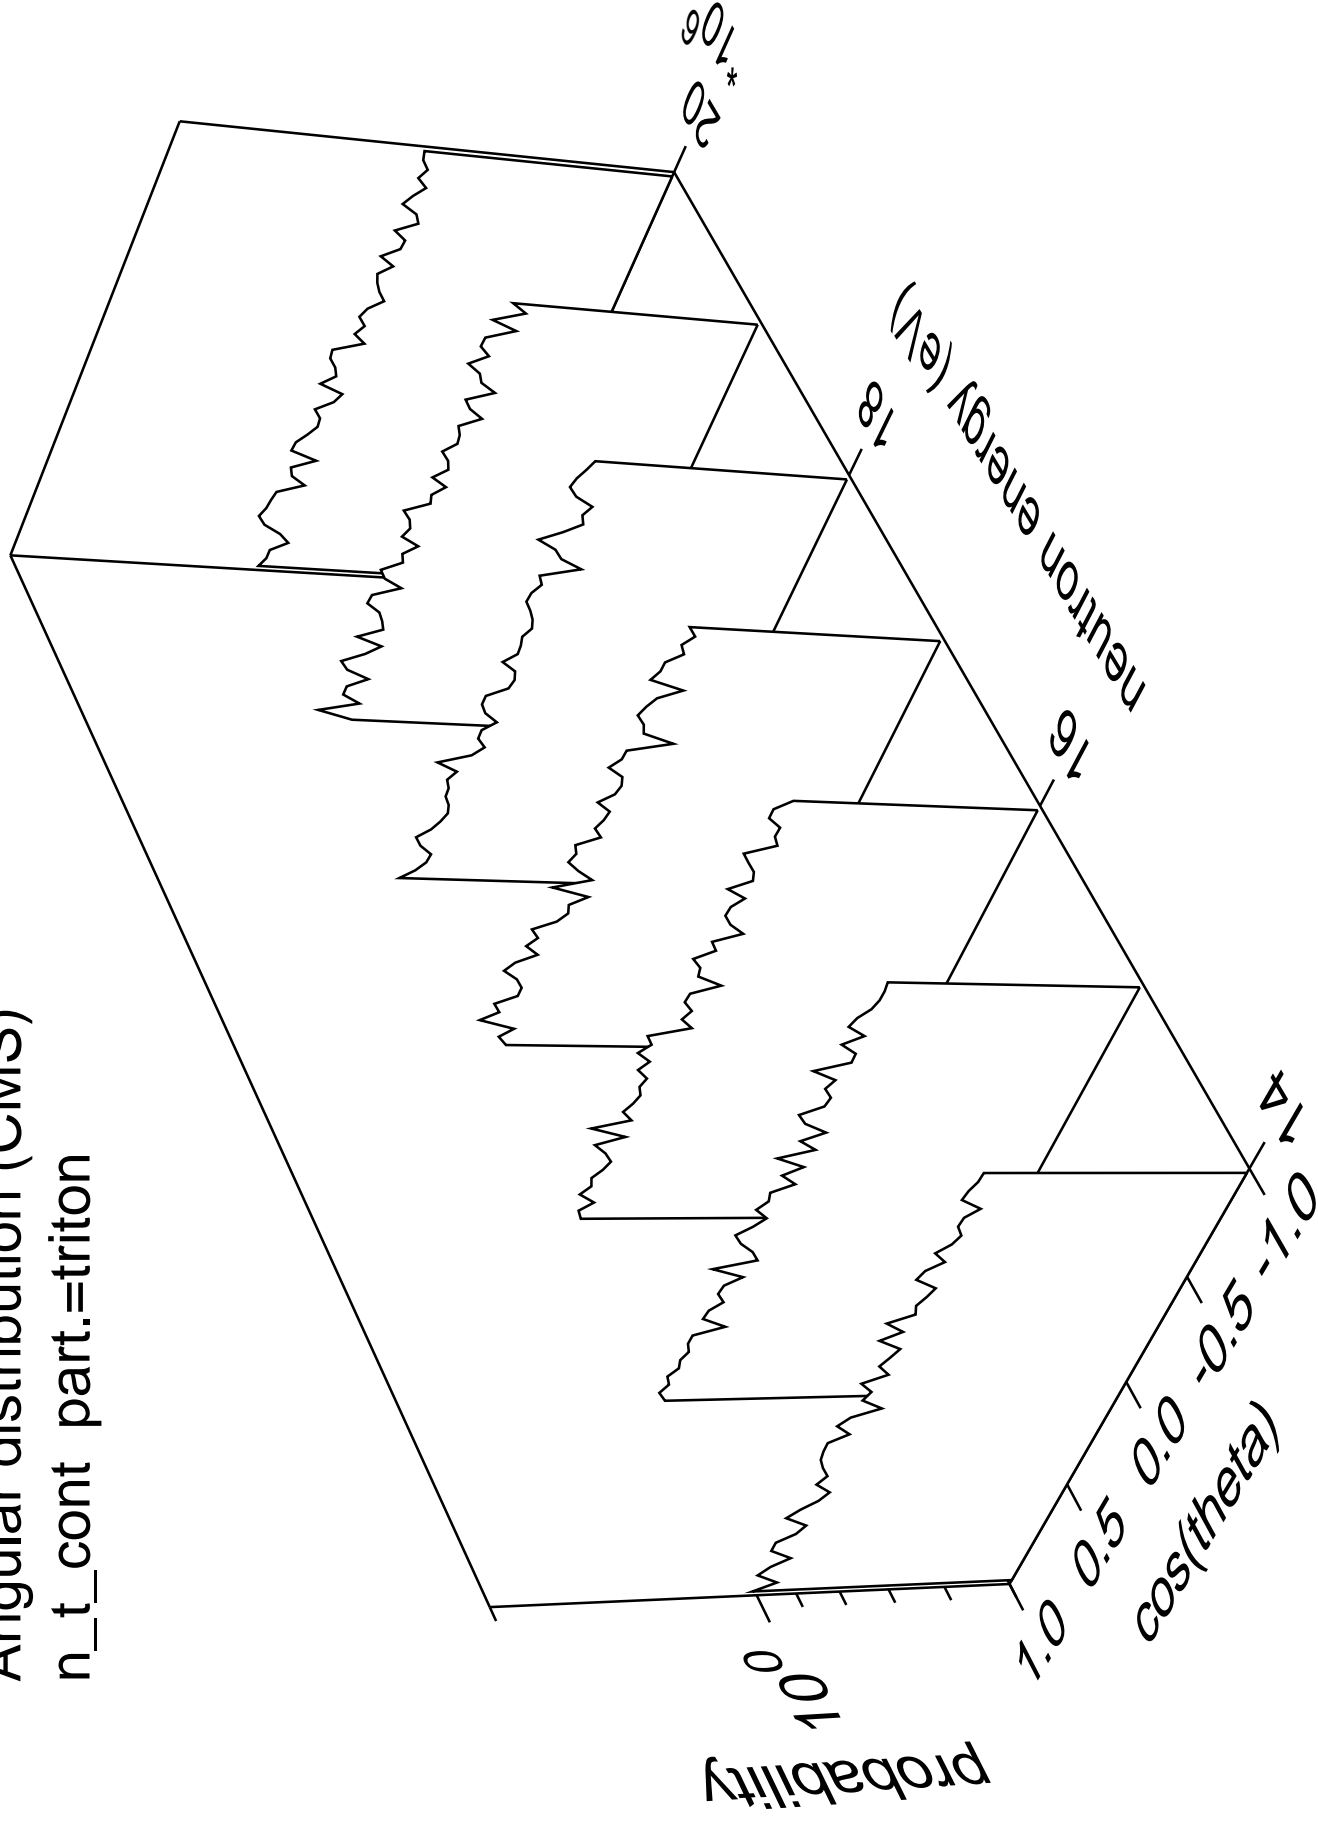 Angular distribution (CMS)
n_t_cont part.=triton
probability
10 0
1.0 0.5 0.0 -0.5 -1.0
cos(theta)
14 16 18 20
* 10 6
neutron energy (eV)